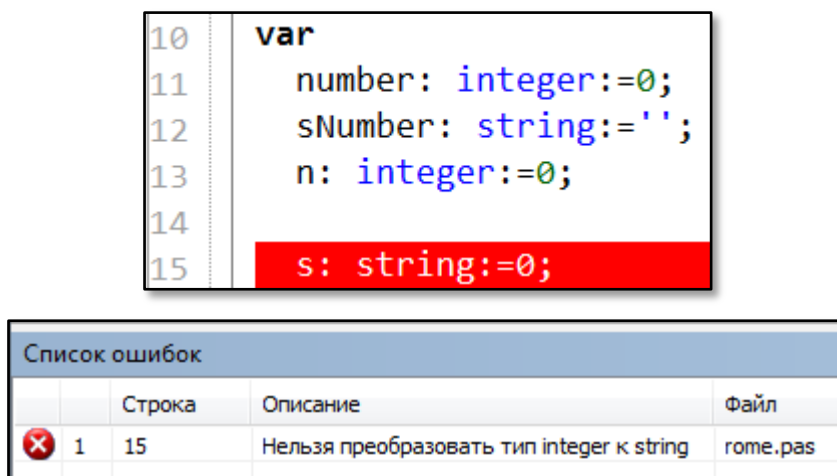 10 var
11 number: integer:=0;
12 sNumber: string:='';
13 n: integer:=0;
14
15 s: string:=0;
Список ошибок
Строка Описание Файл
1 15 Нельзя преобразовать тип integer к string rome.pas